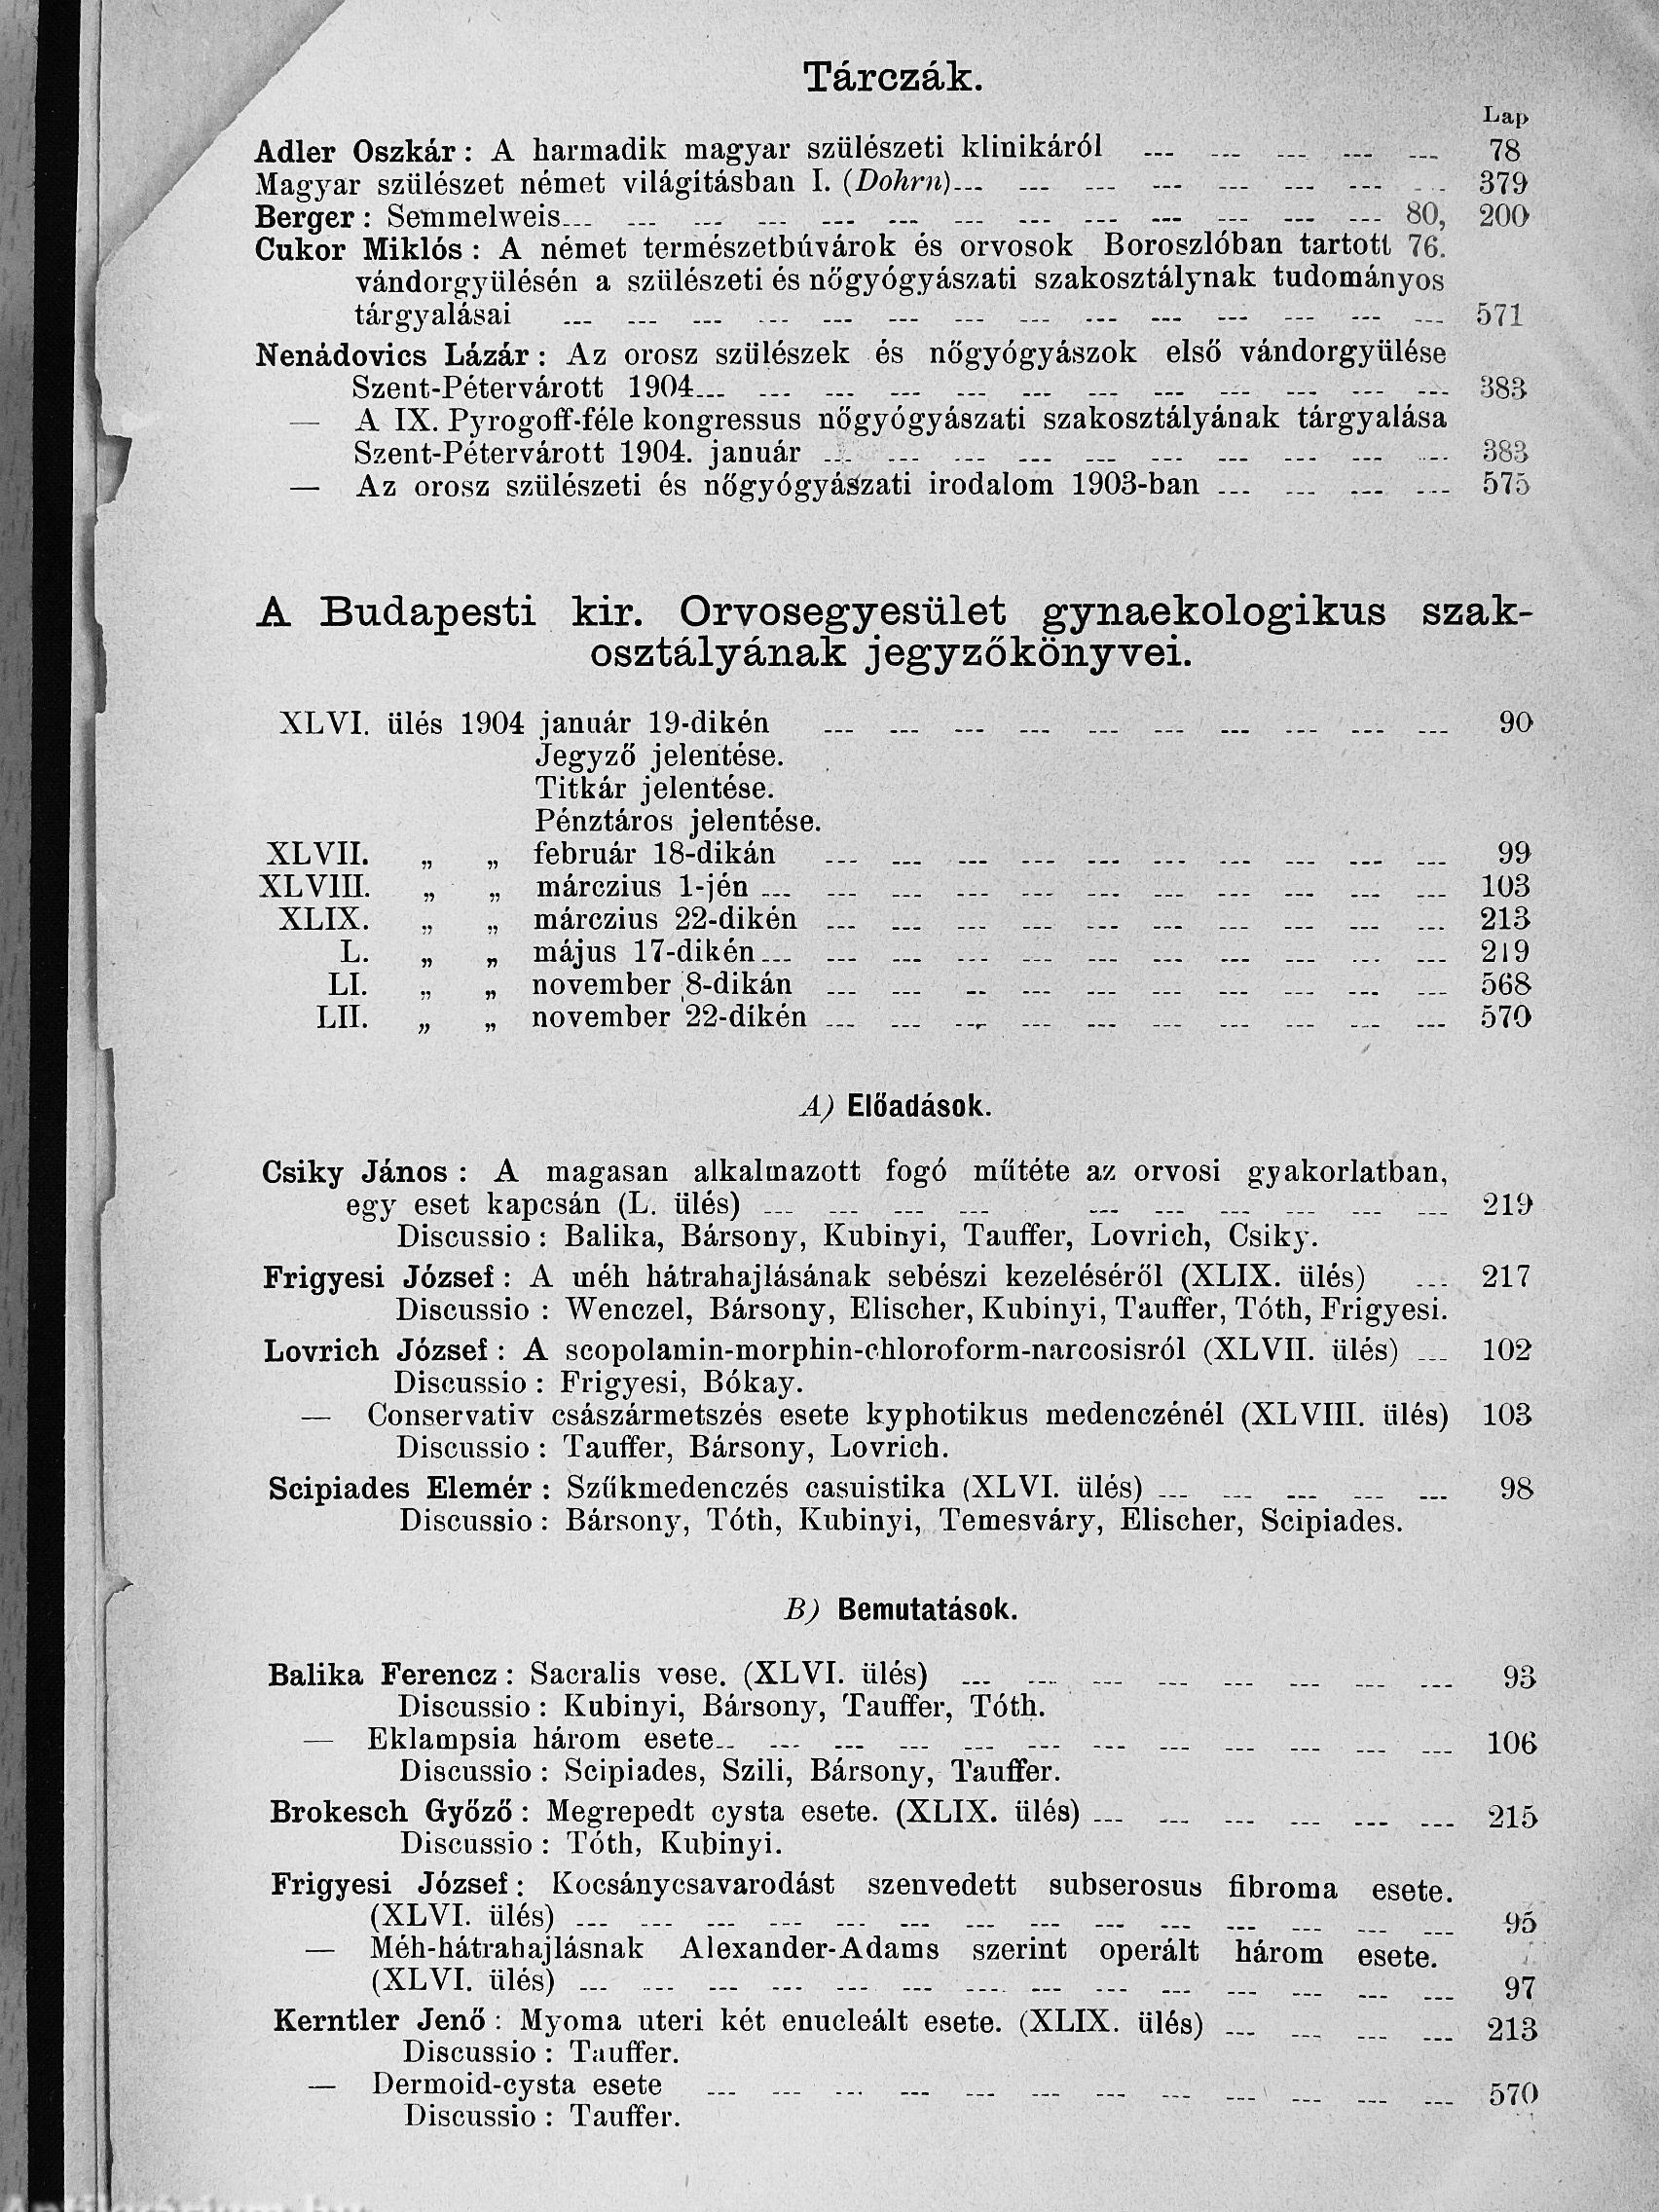 Tárczák.
Lap
Adler Oszkár: A harmadik magyar szülészeti klinikáról --- --- --- --- --- 78
Magyar szülészet német világításban I. (Dohrn)--- --- --- --- --- --- --- --- 379
Berger: Semmelweis--- --- --- --- --- --- --- --- --- --- --- --- --- 80, 200
Cukor Miklós: A német természetbúvárok és orvosok Boroszlóban tartott 76.
vándorgyülésén a szülészeti és nőgyógyászati szakosztálynak tudományos
tárgyalásai --- --- --- --- --- --- --- --- --- --- --- --- --- --- 571
Nenádovics Lázár: Az orosz szülészek és nőgyógyászok első vándorgyülése
Szent-Pétervárott 1904--- --- --- --- --- --- --- --- --- --- --- --- 383
— A IX. Pyrogoff-féle kongressus nőgyógyászati szakosztályának tárgyalása
Szent-Pétervárott 1904. január --- --- --- --- --- --- --- --- --- --- 383
— Az orosz szülészeti és nőgyógyászati irodalom 1903-ban --- --- --- --- 575
A Budapesti kir. Orvosegyesület gynaekologikus szak-
osztályának jegyzőkönyvei.
XLVI. ülés 1904 január 19-dikén --- --- --- --- --- --- --- --- --- --- 90
Jegyző jelentése.
Titkár jelentése.
Pénztáros jelentése.
XLVII. „ „ február 18-dikán --- --- --- --- --- --- --- --- --- --- 99
XLVIII. „ „ márczius 1-jén --- --- --- --- --- --- --- --- --- --- --- 103
XLIX. „ „ márczius 22-dikén --- --- --- --- --- --- --- --- --- --- 213
L. „ „ május 17-dikén--- --- --- --- --- --- --- --- --- --- --- 219
LI. „ „ november 8-dikán --- --- --- --- --- --- --- --- --- --- 568
LII. „ „ november 22-dikén --- --- --- --- --- --- --- --- --- --- 570
A) Előadások.
Csiky János: A magasan alkalmazott fogó műtéte az orvosi gyakorlatban,
egy eset kapcsán (L. ülés) --- --- --- --- --- --- --- --- --- --- 219
Discussio: Balika, Bársony, Kubinyi, Tauffer, Lovrich, Csiky.
Frigyesi József: A méh hátrahajlásának sebészi kezeléséről (XLIX. ülés) --- 217
Discussio: Wenczel, Bársony, Elischer, Kubinyi, Tauffer, Tóth, Frigyesi.
Lovrich József: A scopolamin-morphin-chloroform-narcosisról (XLVII. ülés) --- 102
Discussio: Frigyesi, Bókay.
— Conservativ császármetszés esete kyphotikus medenczénél (XLVIII. ülés) 103
Discussio: Tauffer, Bársony, Lovrich.
Scipiades Elemér: Szűkmedenczés casuistika (XLVI. ülés) --- --- --- --- --- 98
Discussio: Bársony, Tóth, Kubinyi, Temesváry, Elischer, Scipiades.
B) Bemutatások.
Balika Ferencz: Sacralis vese. (XLVI. ülés) --- --- --- --- --- --- --- --- 93
Discussio: Kubinyi, Bársony, Tauffer, Tóth.
— Eklampsia három esete--- --- --- --- --- --- --- --- --- --- --- --- 106
Discussio: Scipiades, Szili, Bársony, Tauffer.
Brokesch Győző: Megrepedt cysta esete. (XLIX. ülés) --- --- --- --- --- --- 215
Discussio: Tóth, Kubinyi.
Frigyesi József: Kocsánycsavarodást szenvedett subserosus fibroma esete.
(XLVI. ülés) --- --- --- --- --- --- --- --- --- --- --- --- --- --- 95
— Méh-hátrahajlásnak Alexander-Adams szerint operált három esete.
(XLVI. ülés) --- --- --- --- --- --- --- --- --- --- --- --- --- --- 97
Kerntler Jenő: Myoma uteri két enucleált esete. (XLIX. ülés) --- --- --- --- 213
Discussio: Tauffer.
— Dermoid-cysta esete --- --- --- --- --- --- --- --- --- --- --- --- 570
Discussio: Tauffer.